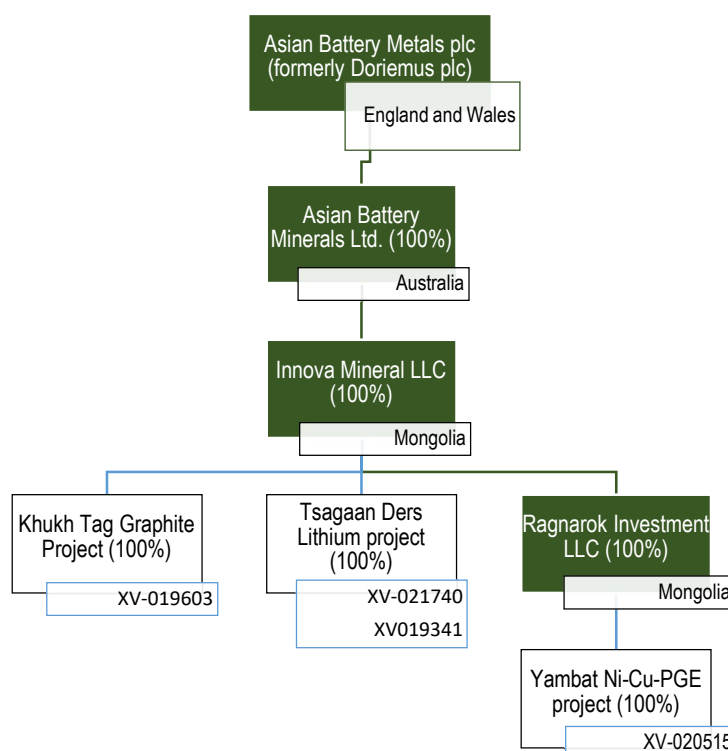 Asian Battery Metals plc
(formerly Doriemus plc)
England and Wales
Asian Battery
Minerals Ltd. (100%)
Australia
Innova Mineral LLC
(100%)
Mongolia
Khukh Tag Graphite
Project (100%)
XV-019603
Tsagaan Ders
Lithium project
(100%)
XV-021740
XV019341
Ragnarok Investment
LLC (100%)
Mongolia
Yambat Ni-Cu-PGE
project (100%)
XV-020515